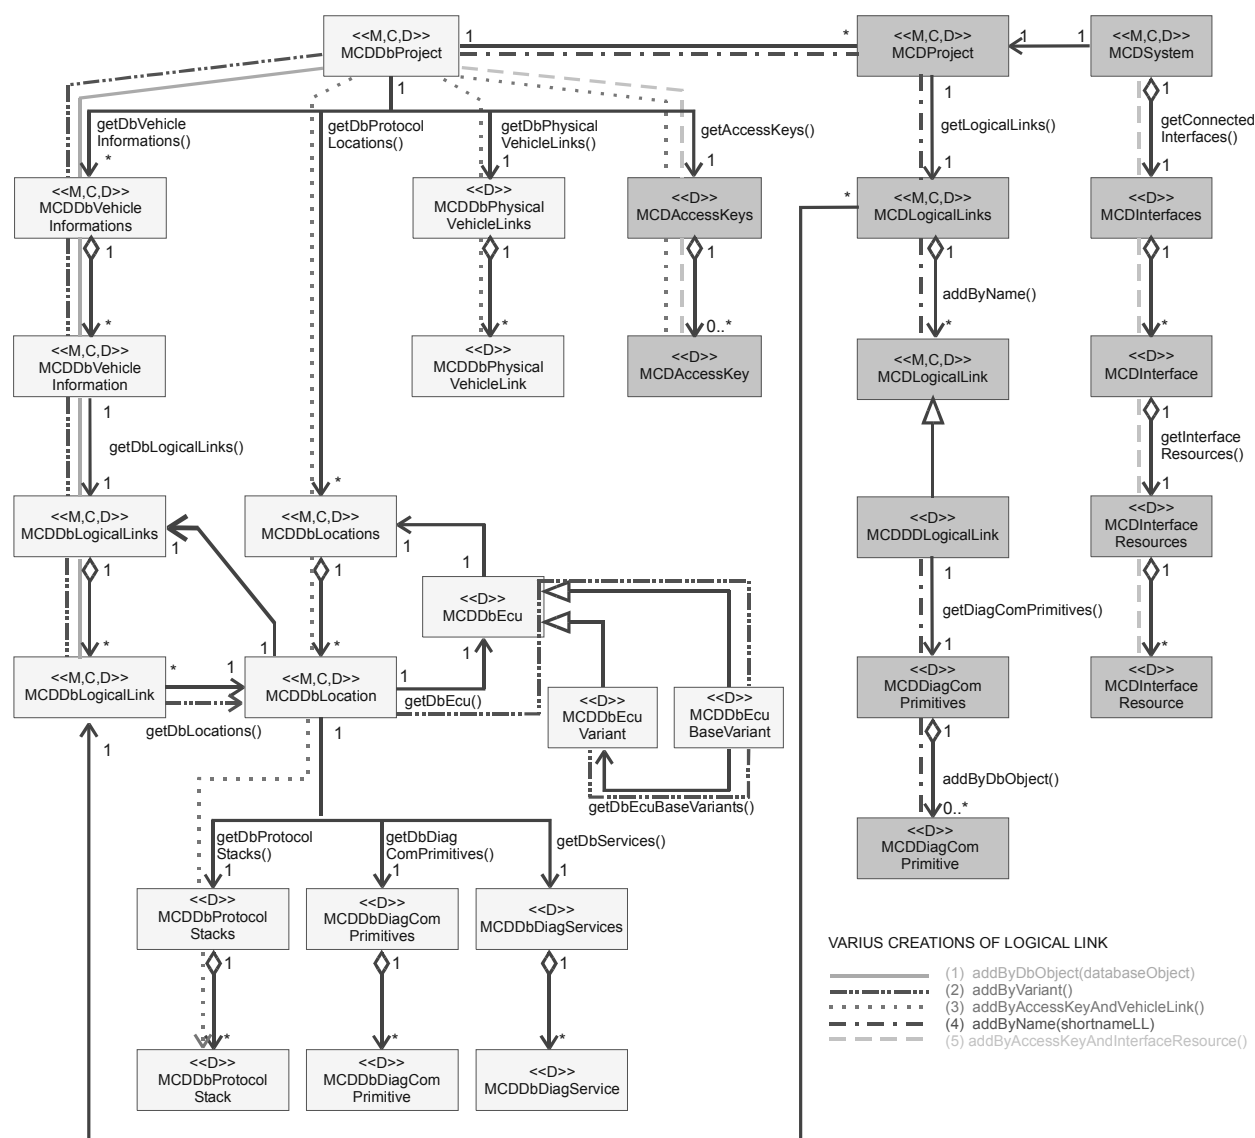 <<M,C,D>>
MCDDbProject
1
*
<<M,C,D>>
MCDProject
1
1
<<M,C,D>>
MCDSystem
1
1
1
getDbVehicle
Informations()
*
getDbProtocol
Locations()
getDbPhysical
VehicleLinks()
1
getAccessKeys()
1
getLogicalLinks()
1
getConnected
Interfaces()
1
<<M,C,D>>
MCDDbVehicle
Informations
1
<<D>>
MCDDbPhysical
VehicleLinks
1
<<D>>
MCDAccessKeys
1
*
<<M,C,D>>
MCDLogicalLinks
1
<<D>>
MCDInterfaces
1
addByName()
*
*
0..*
*
*
<<M,C,D>>
MCDDbVehicle
Information
1
<<D>>
MCDDbPhysical
VehicleLink
<<D>>
MCDAccessKey
<<M,C,D>>
MCDLogicalLink
<<D>>
MCDInterface
1
getDbLogicalLinks()
1
*
getInterface
Resources()
1
<<M,C,D>>
MCDDbLogicalLinks
1
1
<<M,C,D>>
MCDDbLocations
1
1
<<D>>
MCDDDLogicalLink
1
<<D>>
MCDInterface
Resources
1
1
<<D>>
MCDDbEcu
1
getDiagComPrimitives()
*
1
*
1
*
<<M,C,D>>
MCDDbLogicalLink
*
1
getDbLocations()
1
<<M,C,D>>
MCDDbLocation
1
1
getDbEcu()
<<D>>
MCDDbEcu
Variant
<<D>>
MCDDbEcu
BaseVariant
<<D>>
MCDDiagCom
Primitives
1
<<D>>
MCDInterface
Resource
addByDbObject()
0..*
getDbEcuBaseVariants()
<<D>>
MCDDiagCom
Primitive
getDbProtocol
Stacks()
1
getDbDiag
ComPrimitives()
1
getDbServices()
1
<<D>>
MCDDbProtocol
Stacks
1
<<D>>
MCDDbDiagCom
Primitives
1
<<D>>
MCDDbDiagServices
1
*
*
*
<<D>>
MCDDbProtocol
Stack
<<D>>
MCDDbDiagCom
Primitive
<<D>>
MCDDbDiagService
VARIUS CREATIONS OF LOGICAL LINK
(1) addByDbObject(databaseObject)
(2) addByVariant()
(3) addByAccessKeyAndVehicleLink()
(4) addByName(shortnameLL)
(5) addByAccessKeyAndInterfaceResource()